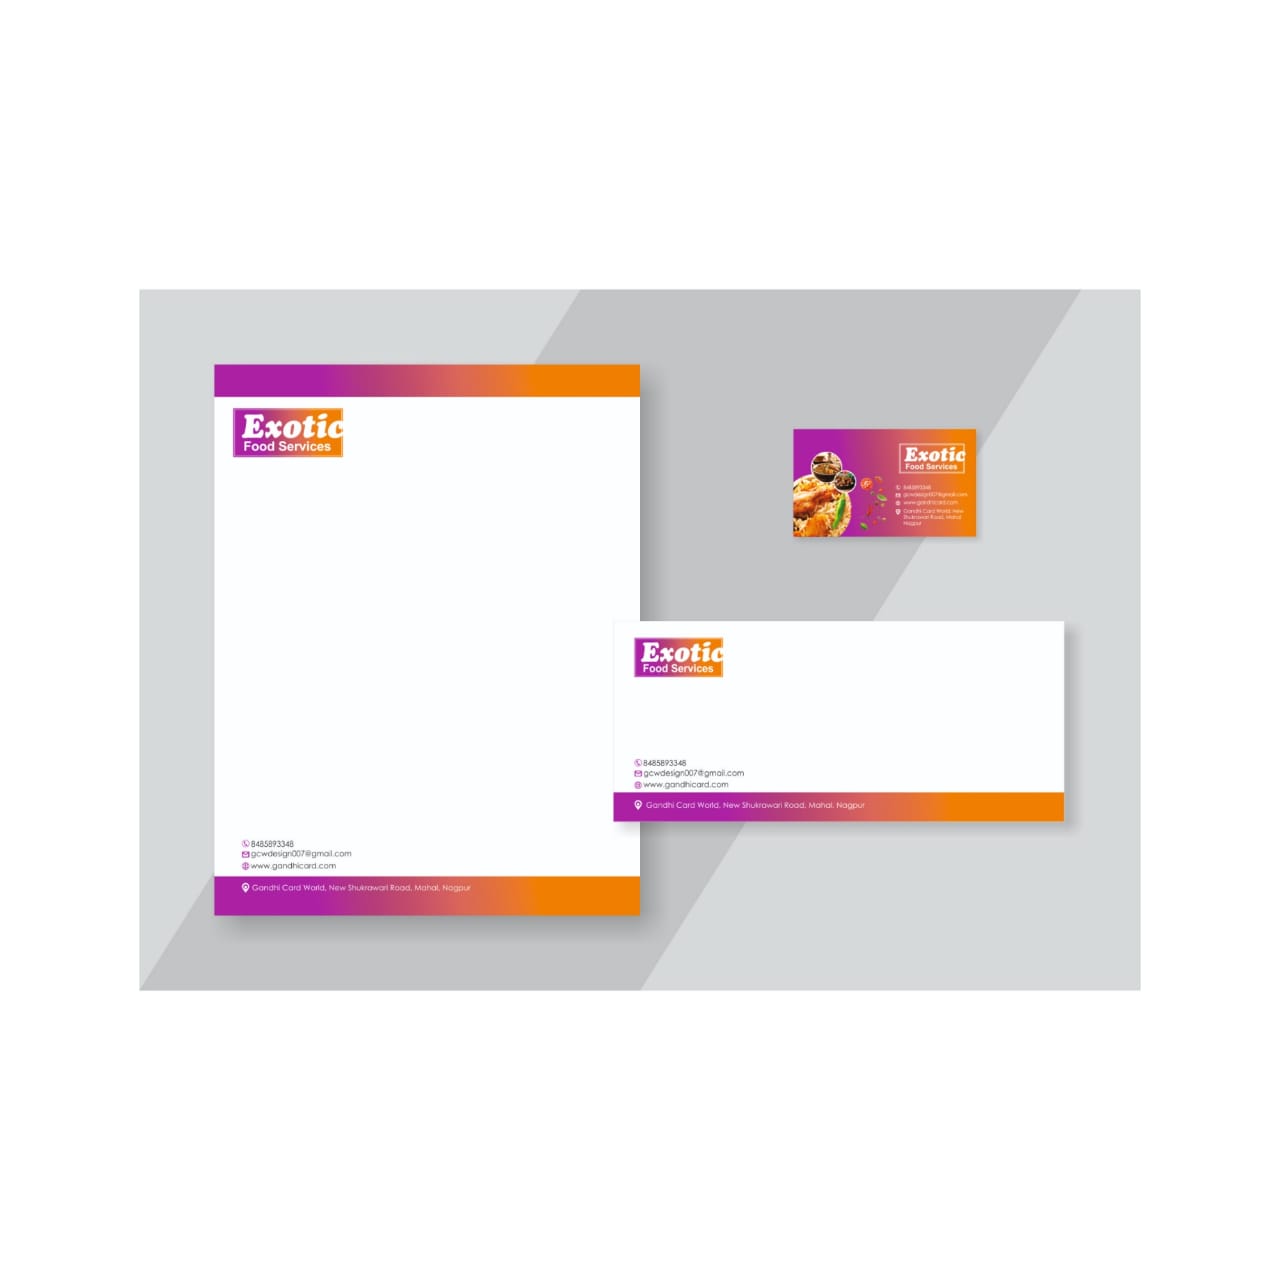 Exotic
Food Services
8485893348
gcwdesign007@gmail.com
www.gandhicard.com
Gandhi Card World, New Shukrawari Road, Mahal, Nagpur
Exotic
Food Services
8485893348
gcwdesign007@gmail.com
www.gandhicard.com
Gandhi Card World, New
Shukrawari Road, Mahal
Nagpur
Exotic
Food Services
8485893348
gcwdesign007@gmail.com
www.gandhicard.com
Gandhi Card World, New Shukrawari Road, Mahal, Nagpur